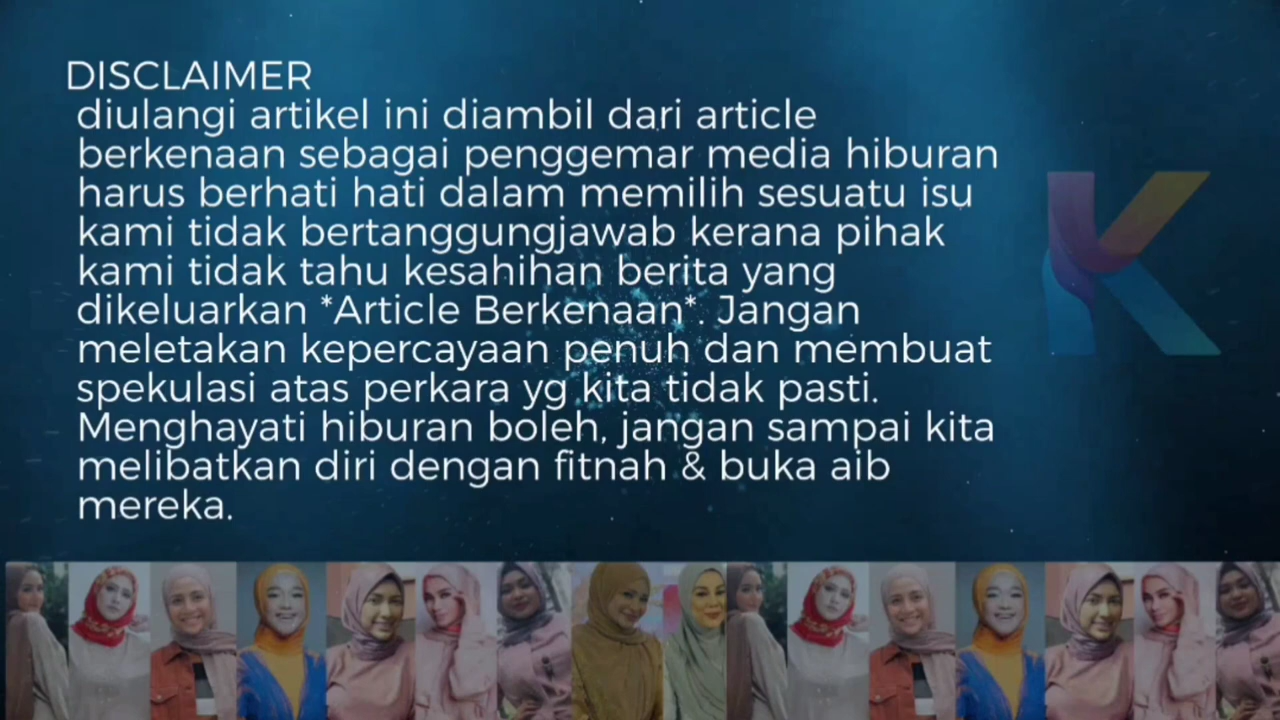 DISCLAIMER
diulangi artikel ini diambil dari article
berkenaan sebagai penggemar media hiburan
harus berhati hati dalam memilih sesuatu isu
kami tidak bertanggungjawab kerana pihak
kami tidak tahu kesahihan berita yang
dikeluarkan *Article Berkenaan*. Jangan
meletakan kepercayaan penuh dan membuat
spekulasi atas perkara yg kita tidak pasti.
Menghayati hiburan boleh, jangan sampai kita
melibatkan diri dengan fitnah & buka aib
mereka.
K